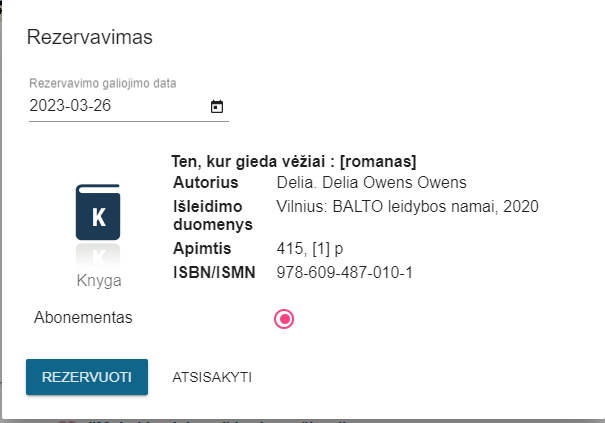 Rezervavimas
Rezervavimo galiojimo data
2023-03-26
Ten, kur gieda vėžiai : [romanas]
Autorius Delia. Delia Owens Owens
Išleidimo duomenys Vilnius: BALTO leidybos namai, 2020
Apimtis 415, [1] p
ISBN/ISMN 978-609-487-010-1
K
Knyga
Abonementas
REZERVUOTI ATSISAKYTI